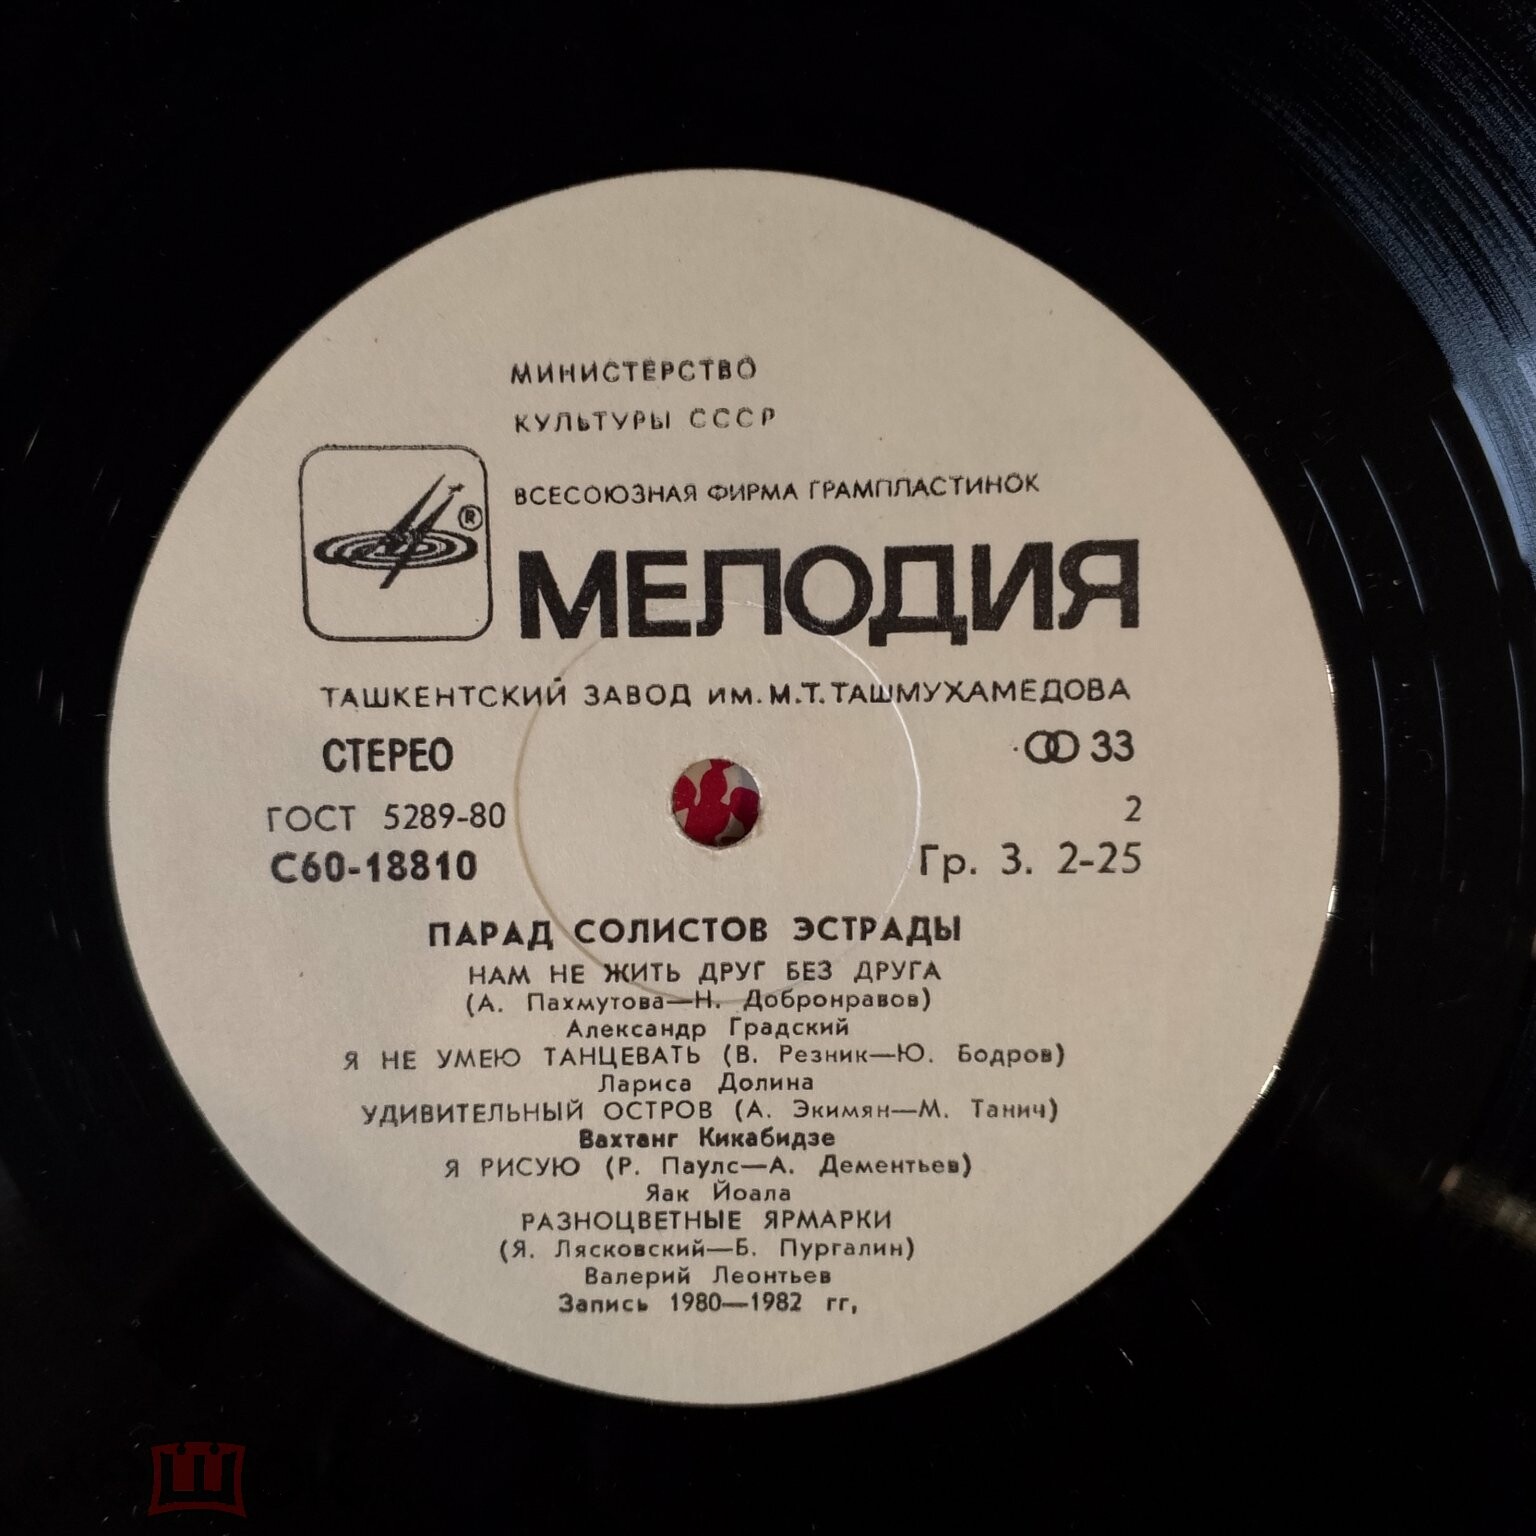 МИНИСТЕРСТВО
КУЛЬТУРЫ СССР
ВСЕСОЮЗНАЯ ФИРМА ГРАМПЛАСТИНОК
®
МЕЛОДИЯ
ТАШКЕНТСКИЙ ЗАВОД им. М.Т. ТАШМУХАМЕДОВА
СТЕРЕО
33
ГОСТ 5289-80
2
С60-18810
Гр. 3. 2-25
ПАРАД СОЛИСТОВ ЭСТРАДЫ
НАМ НЕ ЖИТЬ ДРУГ БЕЗ ДРУГА
(А. Пахмутова—Н. Добронравов)
Александр Градский
Я НЕ УМЕЮ ТАНЦЕВАТЬ (В. Резник—Ю. Бодров)
Лариса Долина
УДИВИТЕЛЬНЫЙ ОСТРОВ (А. Экимян—М. Танич)
Вахтанг Кикабидзе
Я РИСУЮ (Р. Паулс—А. Дементьев)
Яак Йоала
РАЗНОЦВЕТНЫЕ ЯРМАРКИ
(Я. Лясковский—Б. Пургалин)
Валерий Леонтьев
Запись 1980—1982 гг,